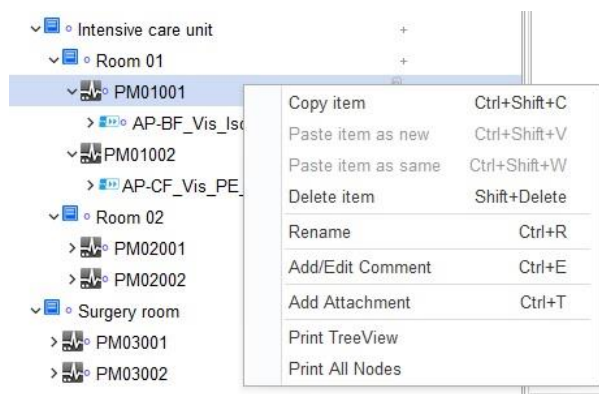 Intensive care unit
Room 01
PM01001
AP-BF_Vis_Iso
PM01002
AP-CF_Vis_PE_
Room 02
PM02001
PM02002
Surgery room
PM03001
PM03002
Copy item Ctrl+Shift+C
Paste item as new Ctrl+Shift+V
Paste item as same Ctrl+Shift+W
Delete item Shift+Delete
Rename Ctrl+R
Add/Edit Comment Ctrl+E
Add Attachment Ctrl+T
Print TreeView
Print All Nodes